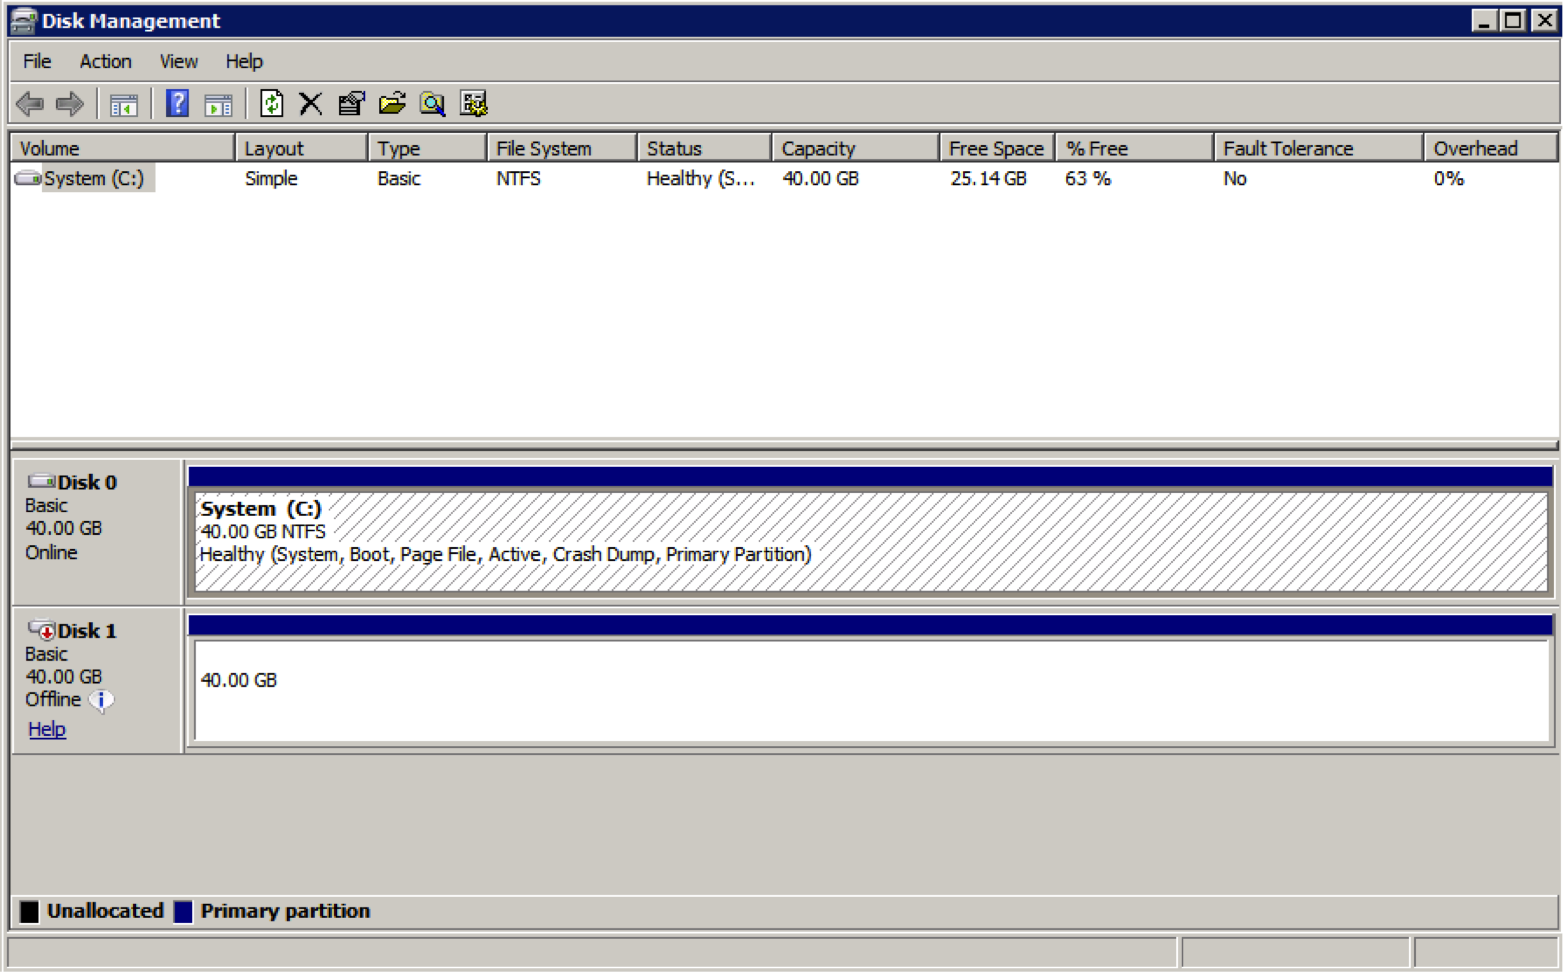 Disk Management
File Action View Help
Volume Layout Type File System Status Capacity Free Space % Free Fault Tolerance Overhead
System (C:) Simple Basic NTFS Healthy (S... 40.00 GB 25.14 GB 63 % No 0%
Disk 0
Basic
40.00 GB
Online
System (C:)
40.00 GB NTFS
Healthy (System, Boot, Page File, Active, Crash Dump, Primary Partition)
Disk 1
Basic
40.00 GB
Offline
Help
40.00 GB
Unallocated Primary partition